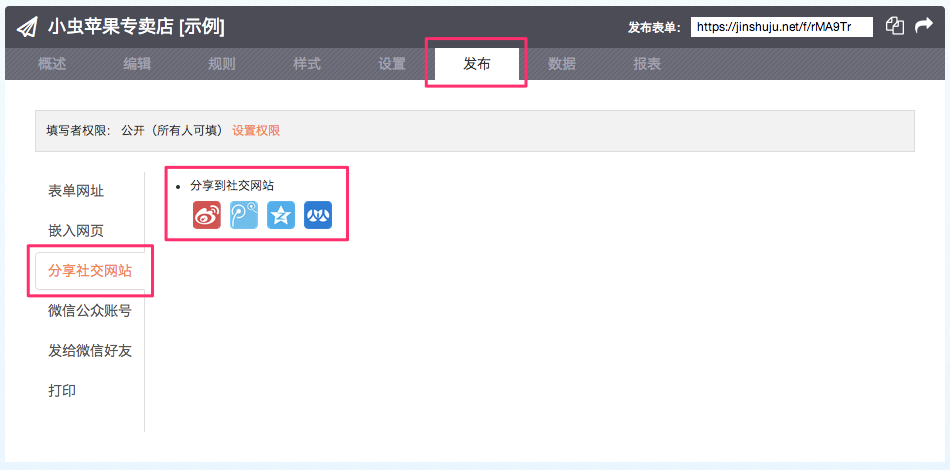 小虫苹果专卖店 [示例]
发布表单： https://jinshuju.net/f/rMA9Tr
概述 编辑 规则 样式 设置 发布 数据 报表
填写者权限： 公开（所有人可填） 设置权限
表单网址
嵌入网页
分享社交网站
微信公众账号
发给微信好友
打印
分享到社交网站